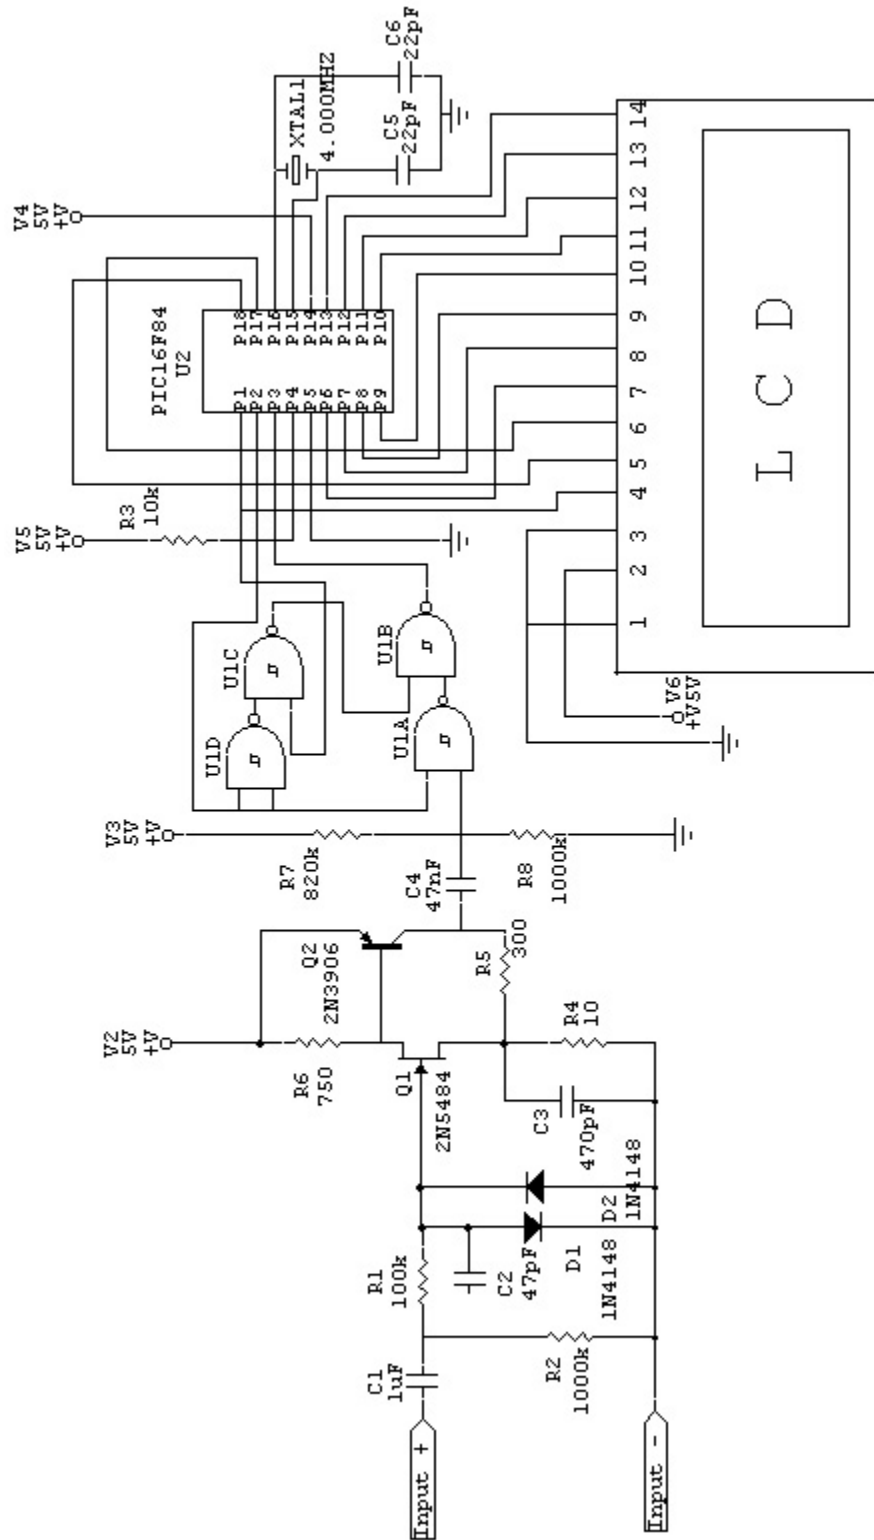 Input +
Input -
C1
1uF
R2
1000k
R1
100k
C2
47pF
D1
1N4148
D2
1N4148
V2
5V
+V
R6
750
Q1
2N5484
C3
470pF
R4
10
R5
300
Q2
2N3906
C4
47nF
V3
5V
+V
R7
820k
R8
1000k
U1D
U1C
U1A
U1B
V5
5V
+V
R3
10k
PIC16F84
U2
P1
P2
P3
P4
P5
P6
P7
P8
P9
P18
P17
P16
P15
P14
P13
P12
P11
P10
V4
5V
+V
XTAL1
4.000MHZ
C5
22pF
C6
22pF
V6
+V5V
1
2
3
4
5
6
7
8
9
10
11
12
13
14
L C D